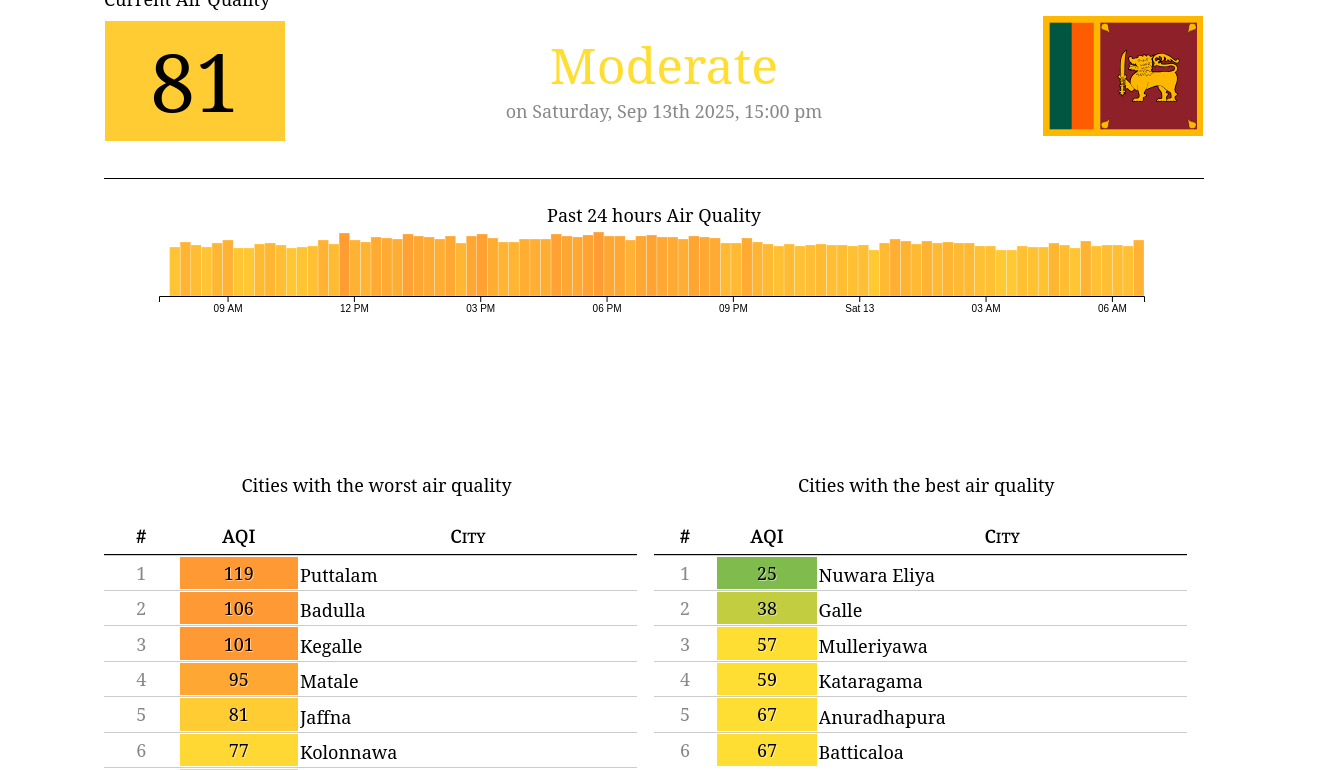 Current Air Quality
81
Moderate
on Saturday, Sep 13th 2025, 15:00 pm
Past 24 hours Air Quality
09 AM 12 PM 03 PM 06 PM 09 PM Sat 13 03 AM 06 AM
Cities with the worst air quality
# AQI City
1 119 Puttalam
2 106 Badulla
3 101 Kegalle
4 95 Matale
5 81 Jaffna
6 77 Kolonnawa
Cities with the best air quality
# AQI City
1 25 Nuwara Eliya
2 38 Galle
3 57 Mulleriyawa
4 59 Kataragama
5 67 Anuradhapura
6 67 Batticaloa